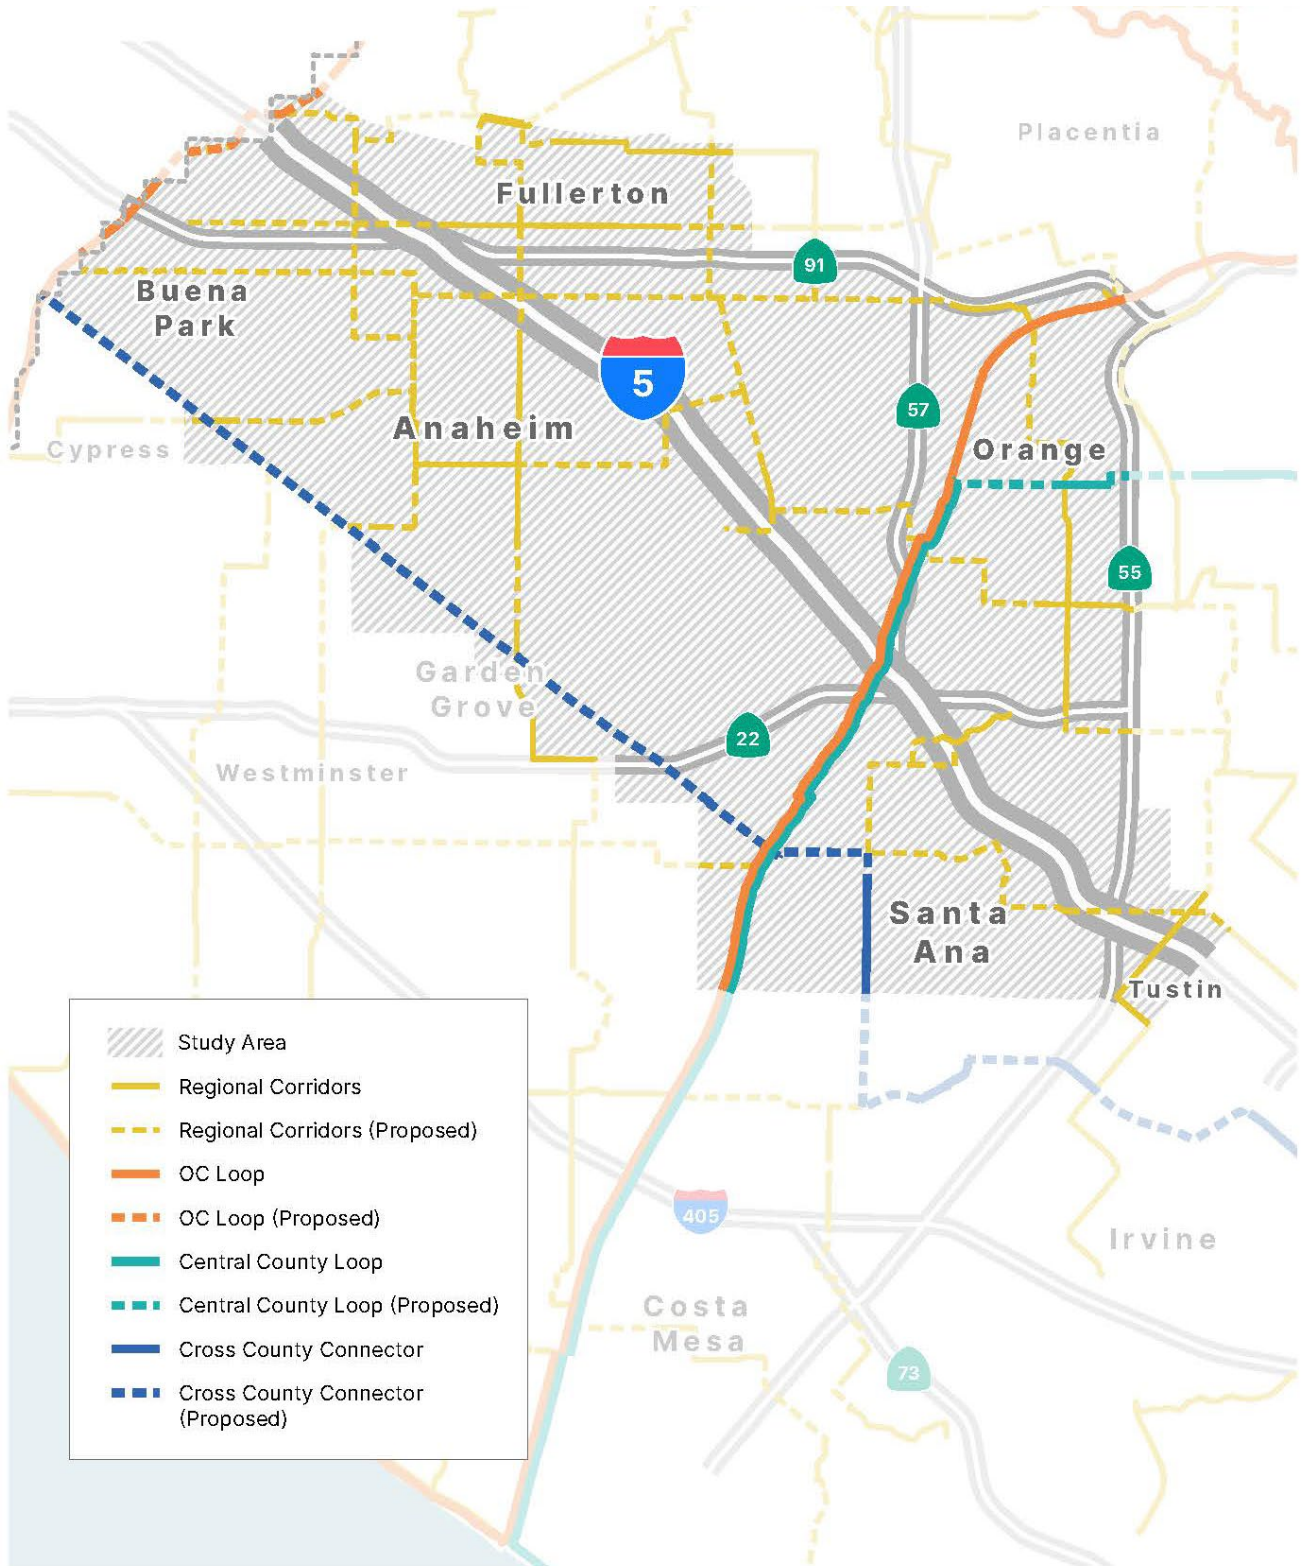 Placentia
Fullerton
91
Buena
Park
5
57
Anaheim
Orange
Cypress
55
Garden
Grove
22
Westminster
Santa
Ana
Tustin
Study Area
Regional Corridors
Regional Corridors (Proposed)
OC Loop
OC Loop (Proposed)
Central County Loop
Central County Loop (Proposed)
Cross County Connector
Cross County Connector
(Proposed)
405
Irvine
Costa
Mesa
73